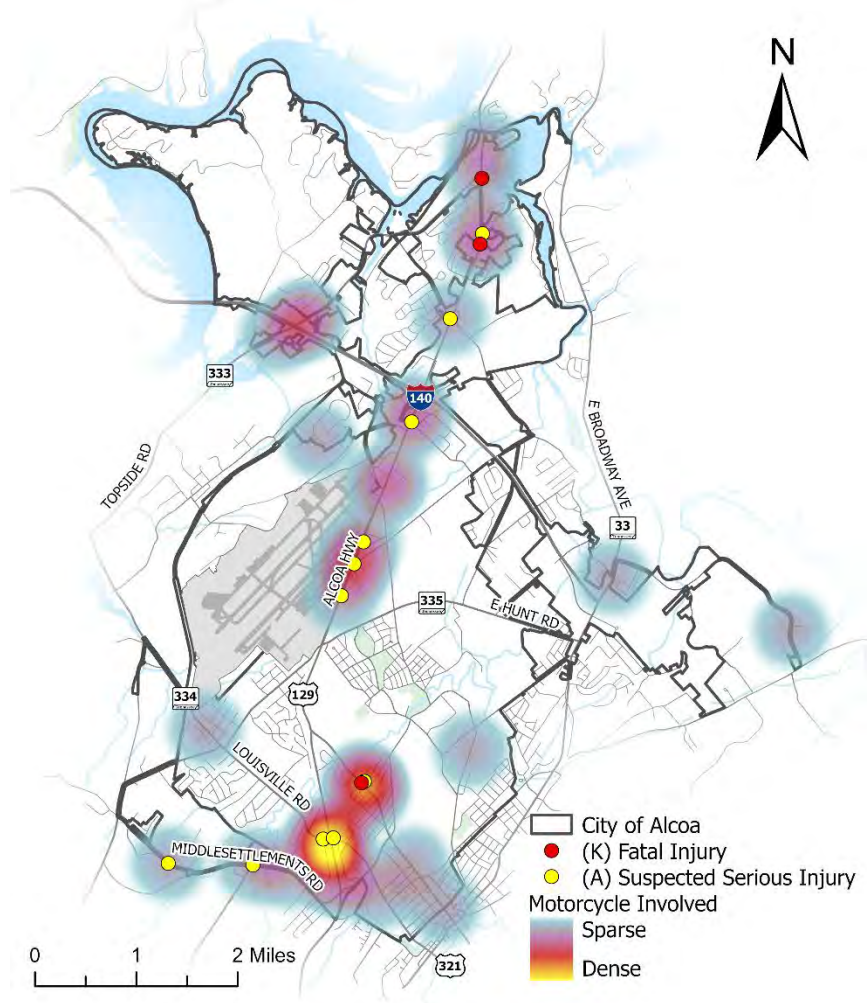 N
333
140
TOPSIDE RD
E BROADWAY AVE
33
ALCOA HWY
335
E HUNT RD
334
129
LOUISVILLE RD
MIDDLESETTLEMENTS RD
321
City of Alcoa
(K) Fatal Injury
(A) Suspected Serious Injury
Motorcycle Involved
Sparse
Dense
0 1 2 Miles